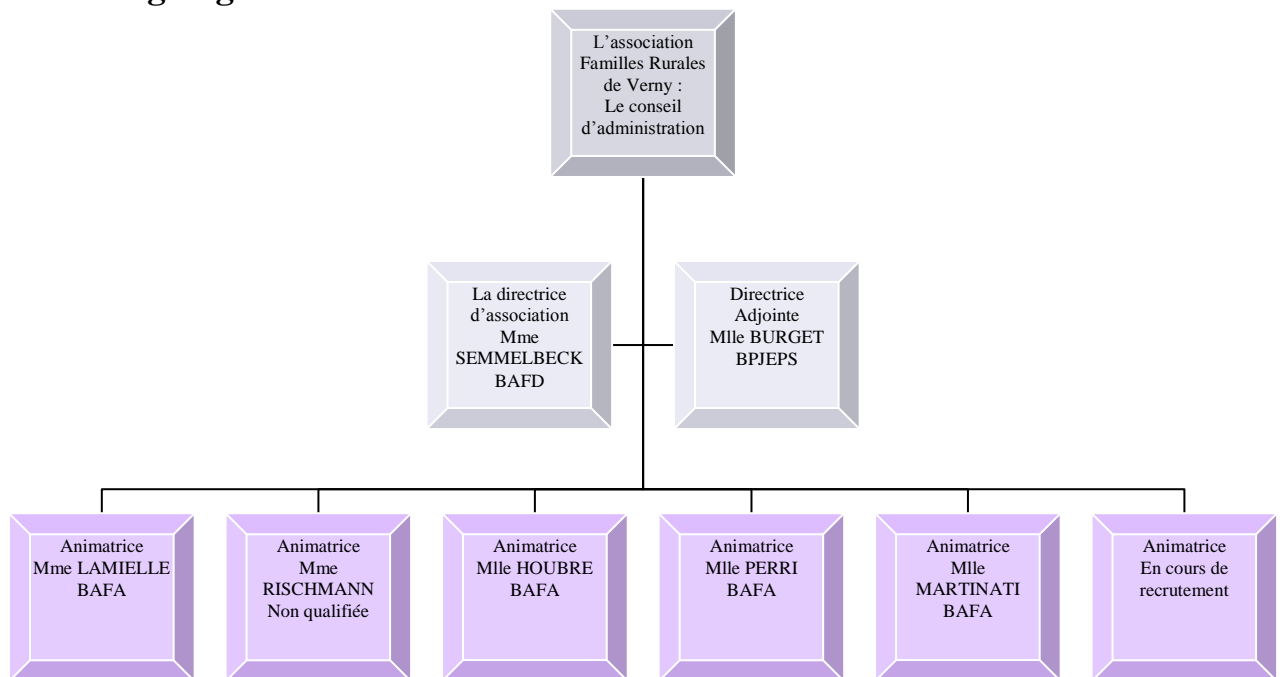 L’association
Familles Rurales
de Verny :
Le conseil
d’administration
La directrice
d’association
Mme
SEMMELBECK
BAFD
Directrice
Adjointe
Mlle BURGET
BPJEPS
Animatrice
Mme LAMIELLE
BAFA
Animatrice
Mme
RISCHMANN
Non qualifiée
Animatrice
Mlle HOUBRE
BAFA
Animatrice
Mlle PERRI
BAFA
Animatrice
Mlle
MARTINATI
BAFA
Animatrice
En cours de
recrutement